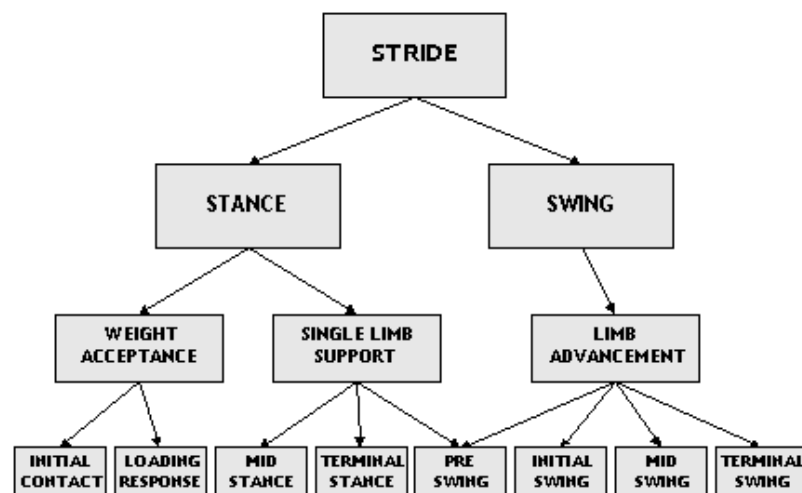 STRIDE
STANCE
SWING
WEIGHT
ACCEPTANCE
SINGLE LIMB
SUPPORT
LIMB
ADVANCEMENT
INITIAL
CONTACT
LOADING
RESPONSE
MID
STANCE
TERMINAL
STANCE
PRE
SWING
INITIAL
SWING
MID
SWING
TERMINAL
SWING